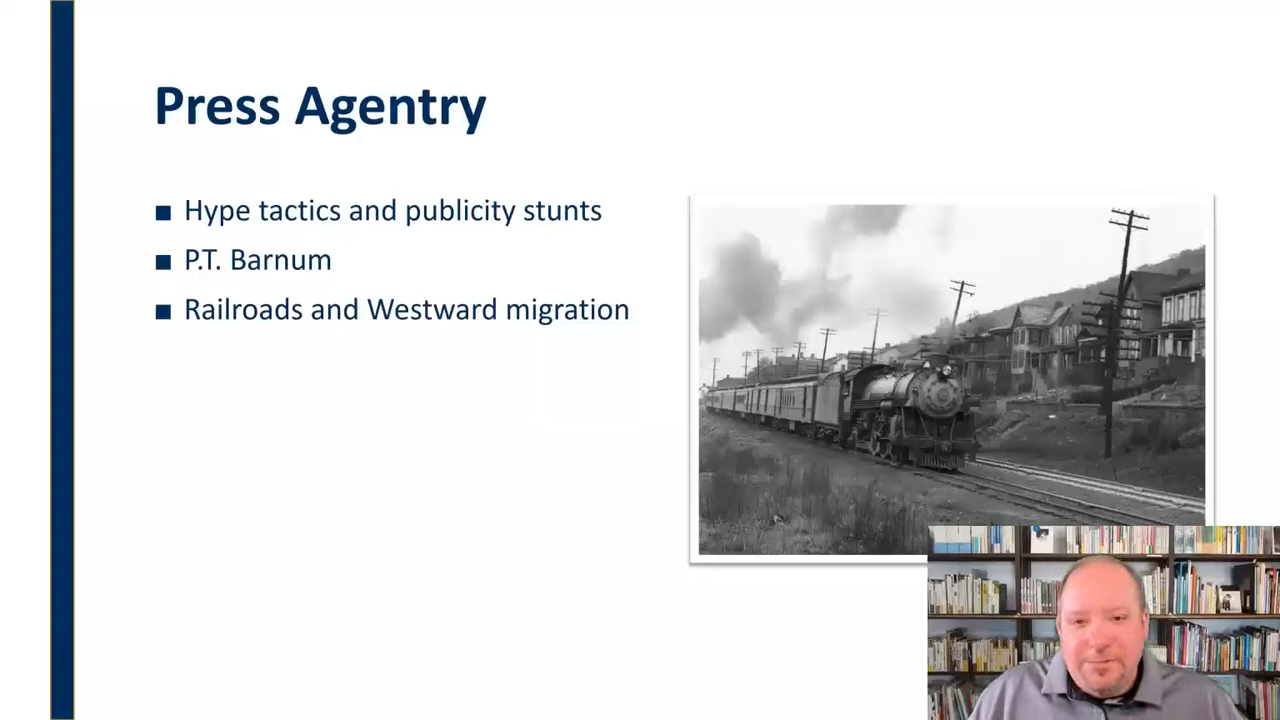 Press Agentry
■ Hype tactics and publicity stunts
■ P.T. Barnum
■ Railroads and Westward migration